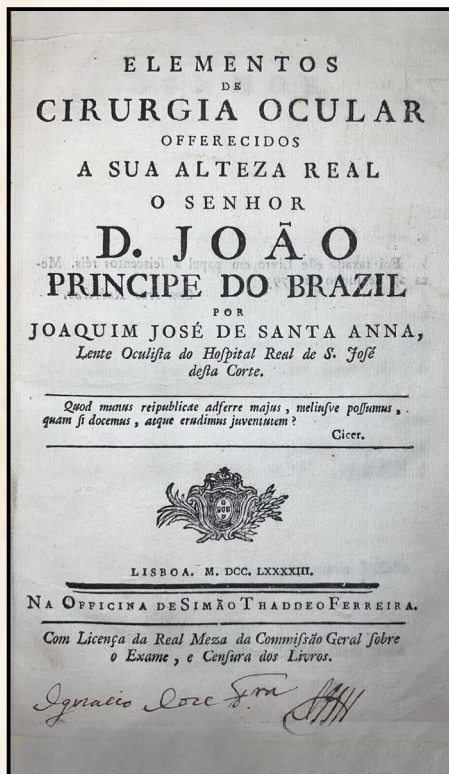 ELEMENTOS
DE
CIRURGIA OCULAR
OFFERECIDOS
A SUA ALTEZA REAL
O SENHOR
D. JOÃO
PRINCIPE DO BRAZIL
POR
JOAQUIM JOSÉ DE SANTA ANNA,
Lente Oculiſta do Hoſpital Real de S. Joſé
deſta Corte.
Quod munus reipublicae adferre majus, meliuſve poſſumus,
quam ſi docemus, atque erudimus juventutem?
Cicer.
LISBOA. M. DCC. LXXXXIII.
NA OFFICINA DE SIMÃO THADDEO FERREIRA.
Com Licença da Real Meza da Commiſsão Geral ſobre
o Exame, e Cenſura dos Livros.
Ignacio Joze Frra